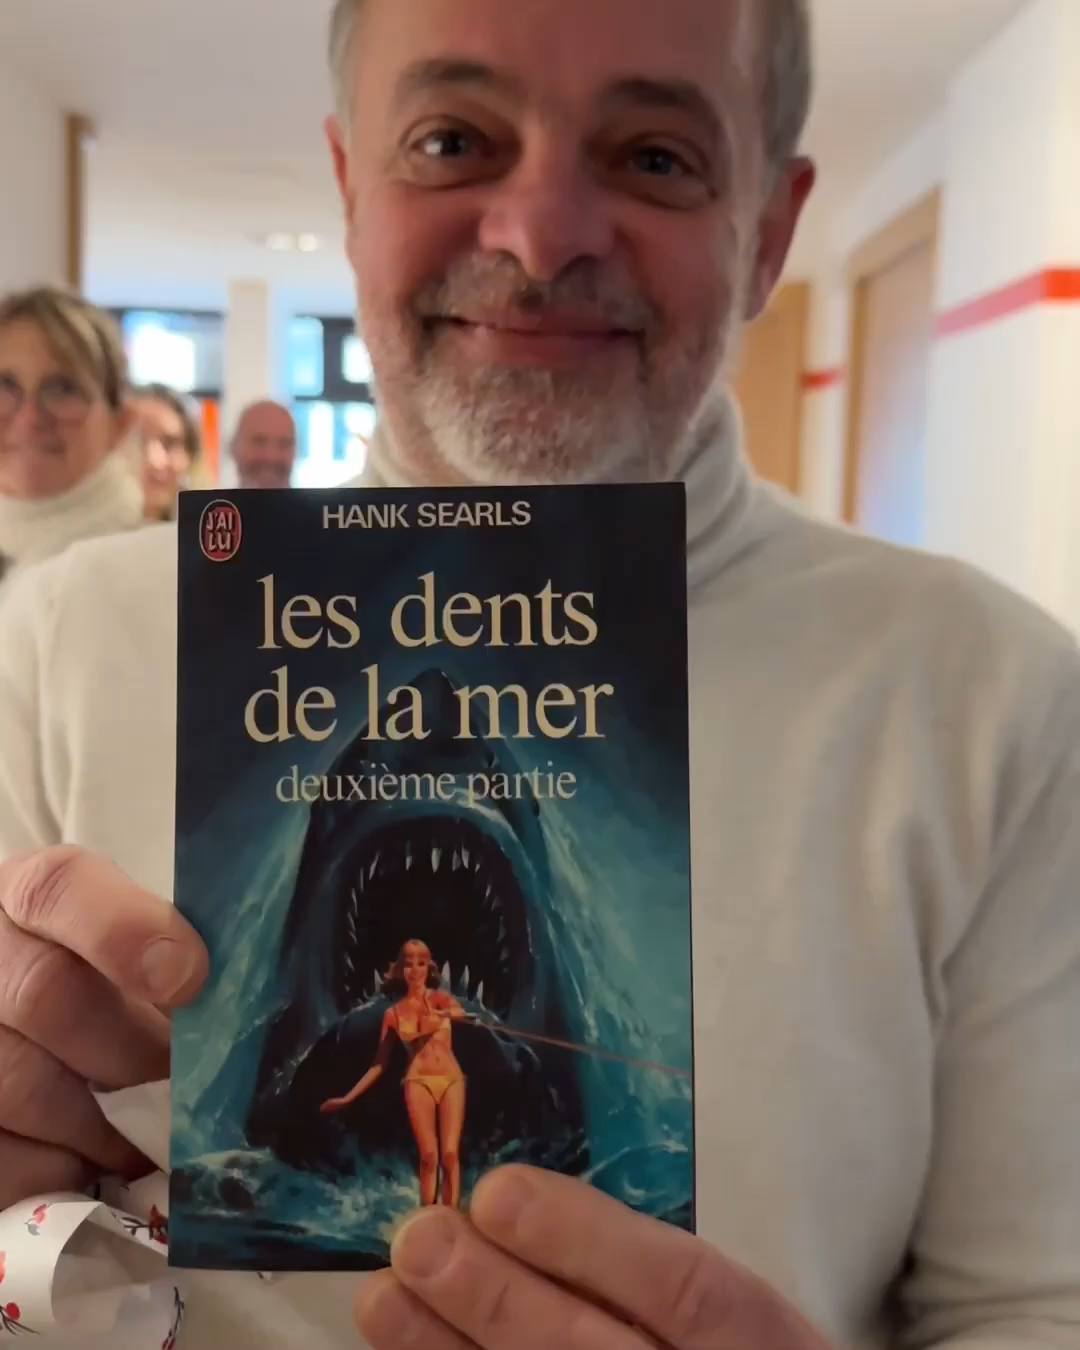 J'AI
LU
HANK SEARLS
les dents
de la mer
deuxième partie